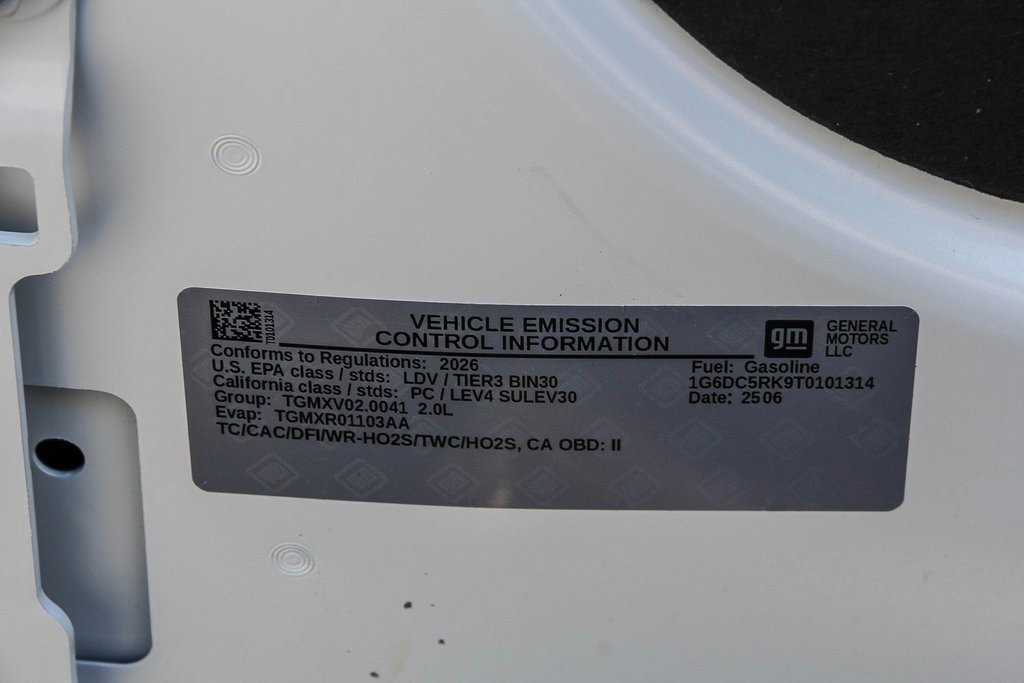 T0101314
VEHICLE EMISSION
CONTROL INFORMATION
gm
GENERAL
MOTORS
LLC
Conforms to Regulations: 2026
U.S. EPA class / stds: LDV / TIER3 BIN30
California class / stds: PC / LEV4 SULEV30
Group: TGMXV02.0041 2.0L
Evap: TGMXR01103AA
TC/CAC/DFI/WR-HO2S/TWC/HO2S, CA OBD: II
Fuel: Gasoline
1G6DC5RK9T0101314
Date: 2506